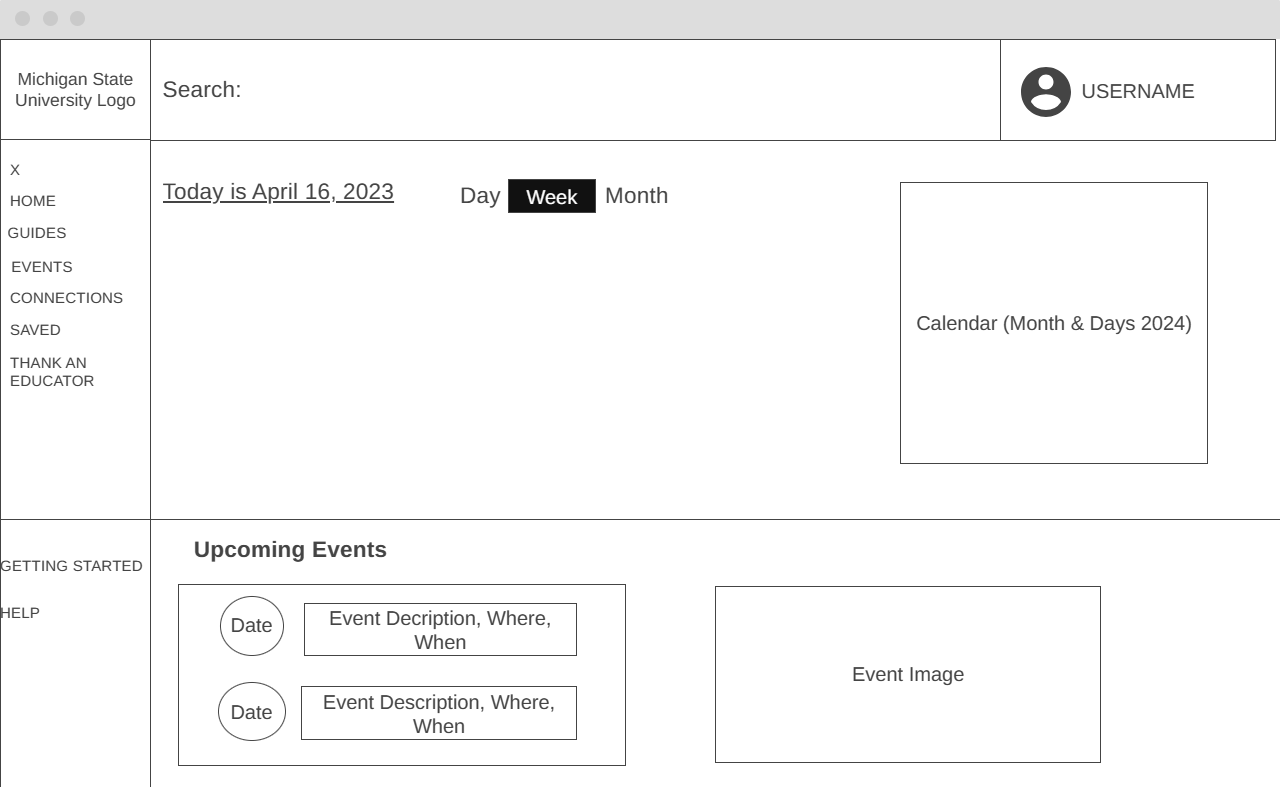 Michigan State
University Logo
Search:
USERNAME
X
HOME
GUIDES
EVENTS
CONNECTIONS
SAVED
THANK AN
EDUCATOR
Today is April 16, 2023
Day Week Month
Calendar (Month & Days 2024)
GETTING STARTED
HELP
Upcoming Events
Date
Event Decription, Where,
When
Date
Event Description, Where,
When
Event Image